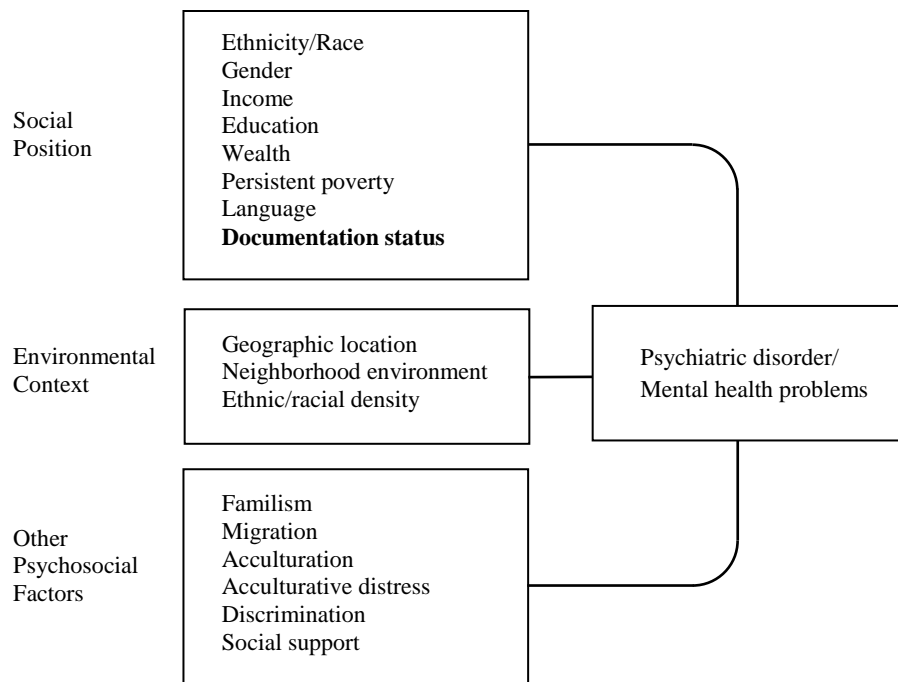 Social
Position
Ethnicity/Race
Gender
Income
Education
Wealth
Persistent poverty
Language
Documentation status
Environmental
Context
Geographic location
Neighborhood environment
Ethnic/racial density
Psychiatric disorder/
Mental health problems
Other
Psychosocial
Factors
Familism
Migration
Acculturation
Acculturative distress
Discrimination
Social support